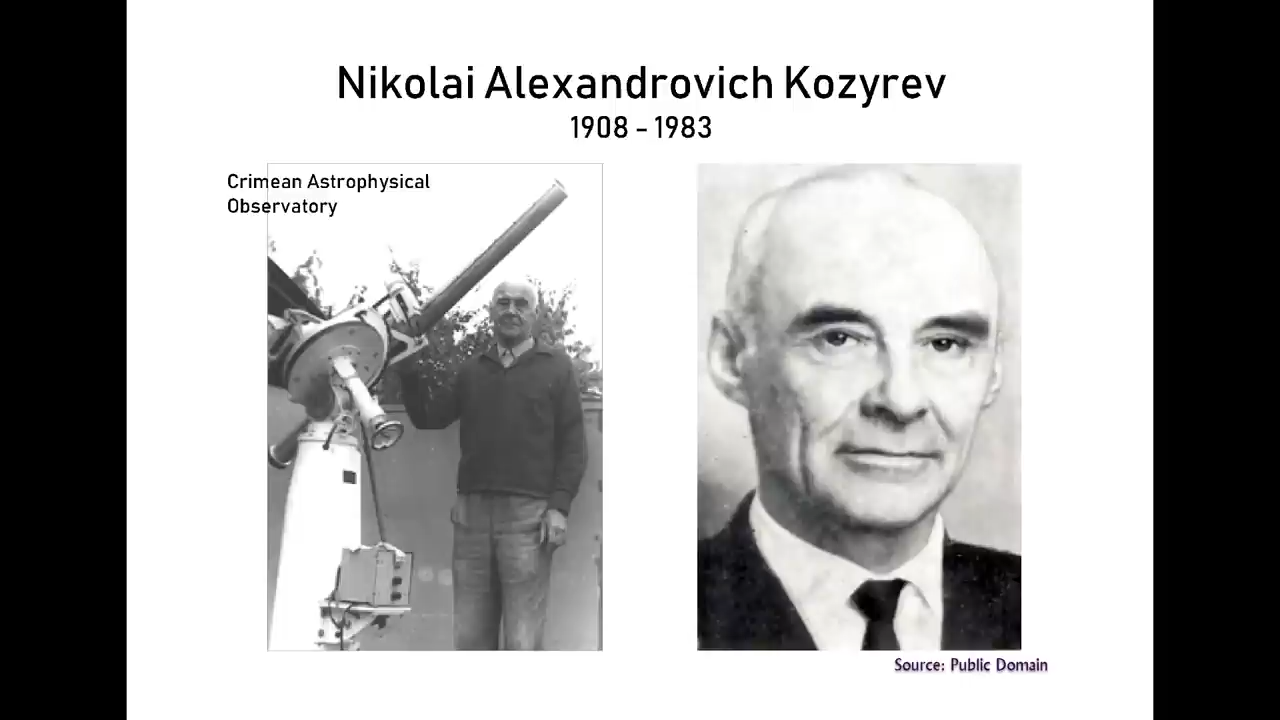 Nikolai Alexandrovich Kozyrev
1908 - 1983
Crimean Astrophysical
Observatory
Source: Public Domain